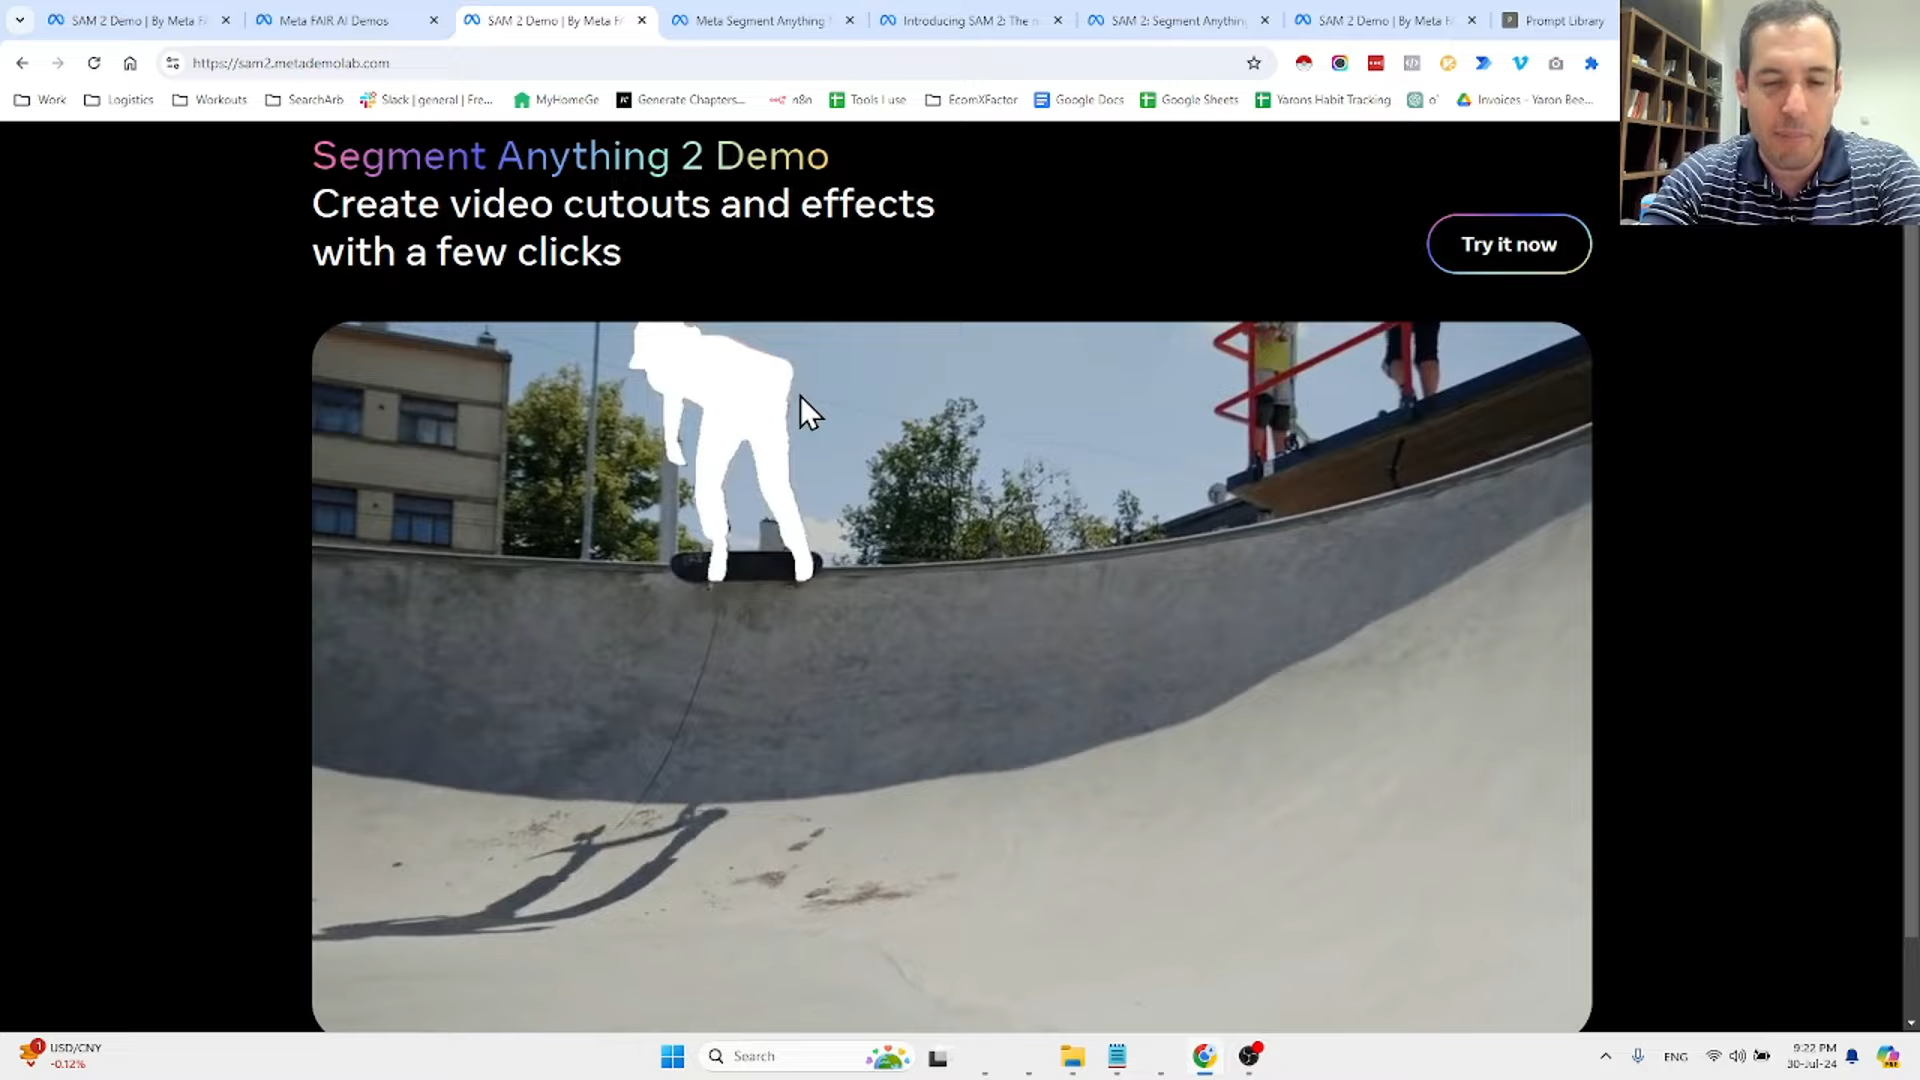 SAM 2 Demo | By Meta F
Meta FAIR AI Demos
SAM 2 Demo | By Meta F
Meta Segment Anything
Introducing SAM 2: The n
SAM 2: Segment Anything
SAM 2 Demo | By Meta F
Prompt Library
https://sam2.metademolab.com
Work
Logistics
Workouts
SearchArb
Slack | general | Fre...
MyHomeGe
Generate Chapters...
n8n
Tools I use
EcomXFactor
Google Docs
Google Sheets
Yarons Habit Tracking
o'
Invoices - Yaron Bee...
Segment Anything 2 Demo
Create video cutouts and effects
with a few clicks
Try it now
1
USD/CNY
-0.12%
Search
ENG
9:22 PM
30-Jul-24